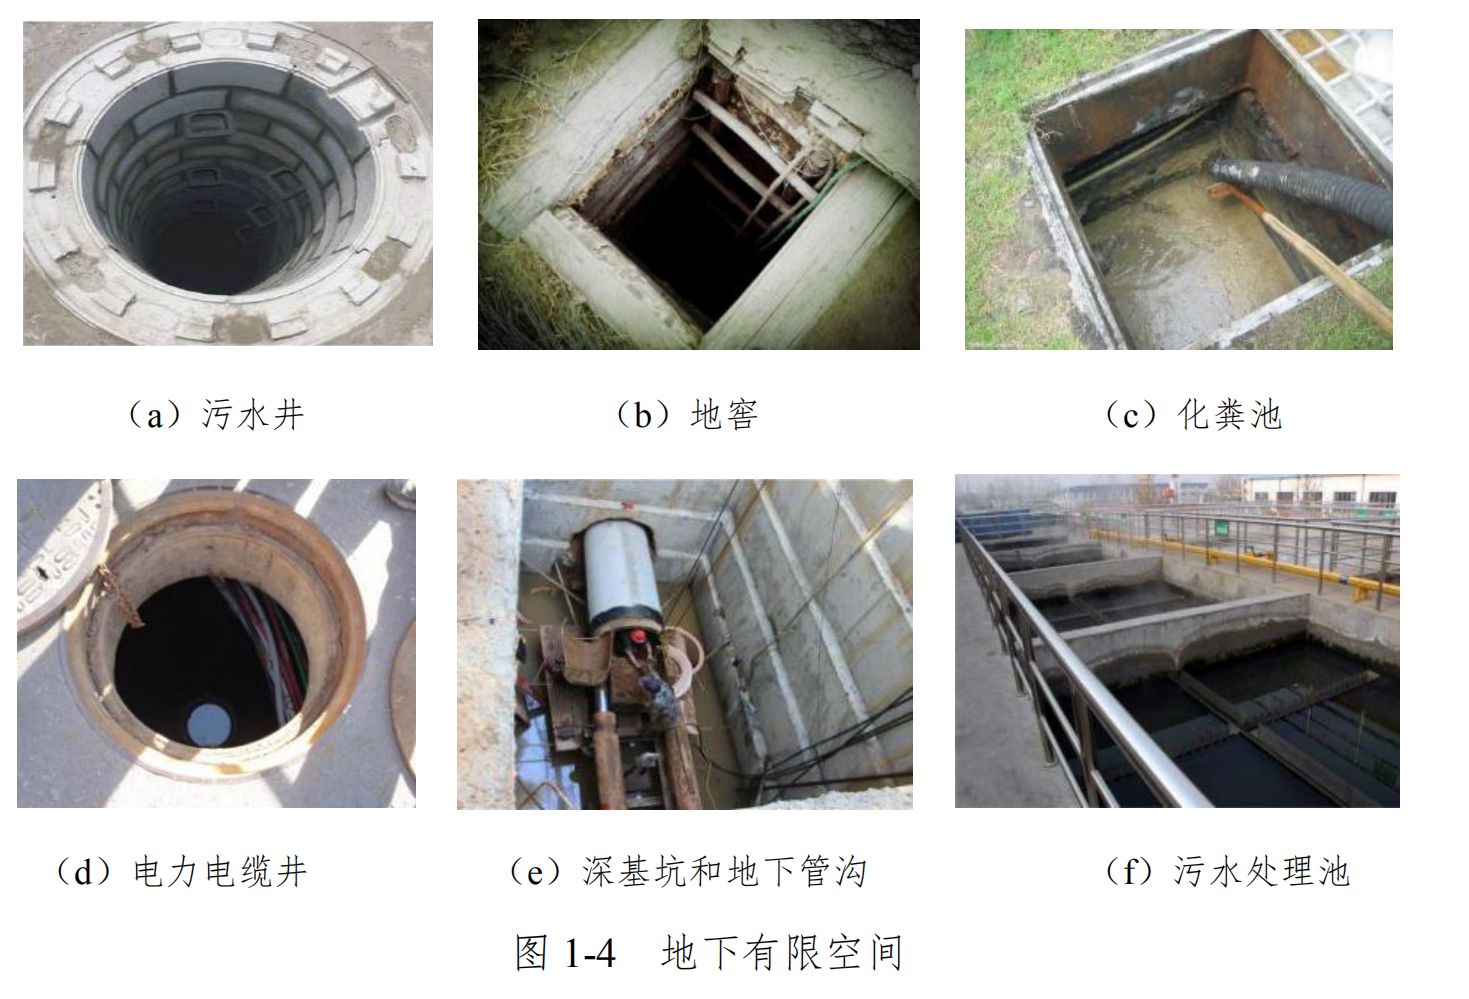 （a）污水井
（b）地窖
（c）化粪池
（d）电力电缆井
（e）深基坑和地下管沟
（f）污水处理池
图 1-4 地下有限空间